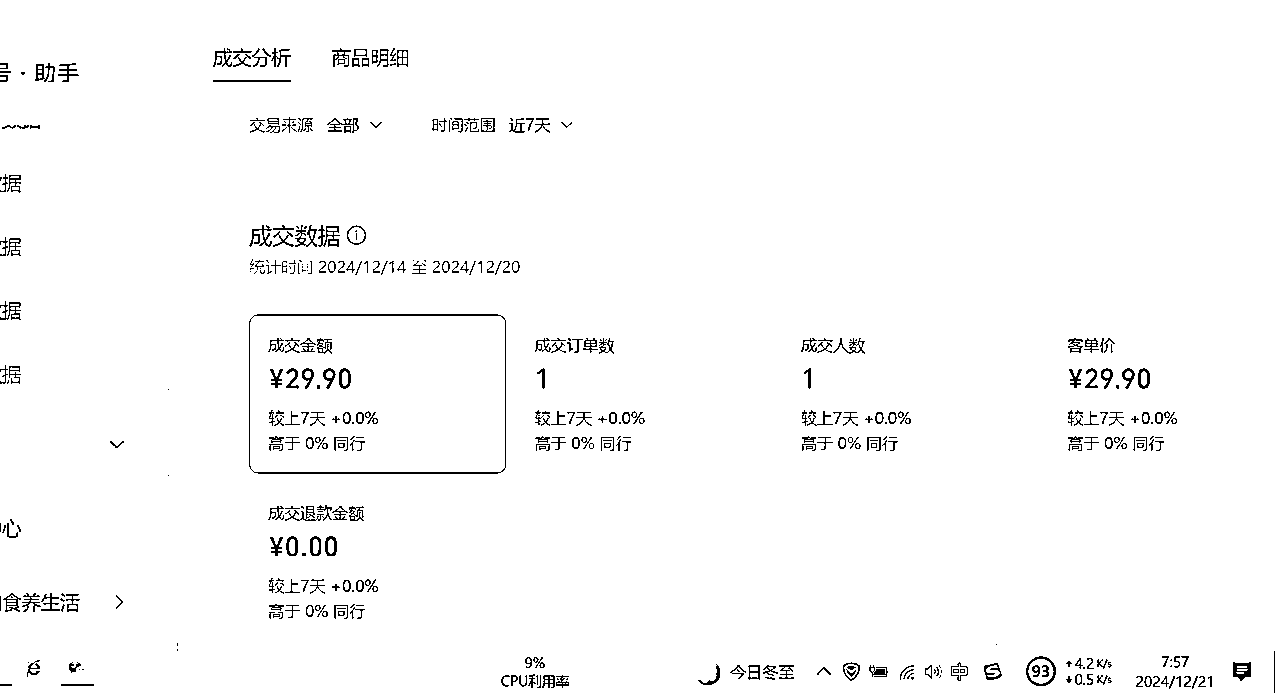 成交分析 商品明细
号·助手
交易来源 全部 时间范围 近7天
据
成交数据
据
统计时间 2024/12/14 至 2024/12/20
据
成交金额 成交订单数 成交人数 客单价
¥29.90 1 1 ¥29.90
据
较上7天 +0.0% 较上7天 +0.0% 较上7天 +0.0% 较上7天 +0.0%
高于 0% 同行 高于 0% 同行 高于 0% 同行 高于 0% 同行
成交退款金额
心
¥0.00
较上7天 +0.0%
食养生活
高于 0% 同行
9%
CPU利用率
今日冬至
中
93
↑4.2 K/s
↓0.5 K/s
7:57
2024/12/21